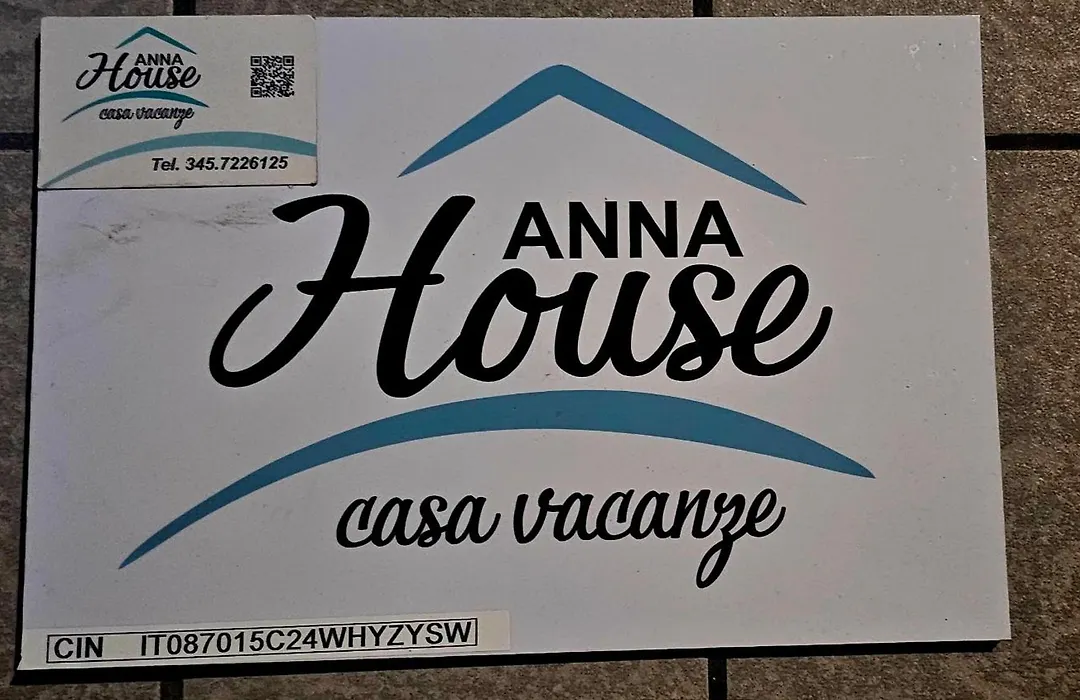 ANNA
House
casa vacanze
Tel. 345.7226125
ANNA
House
casa vacanze
CIN IT087015C24WHYZYSW